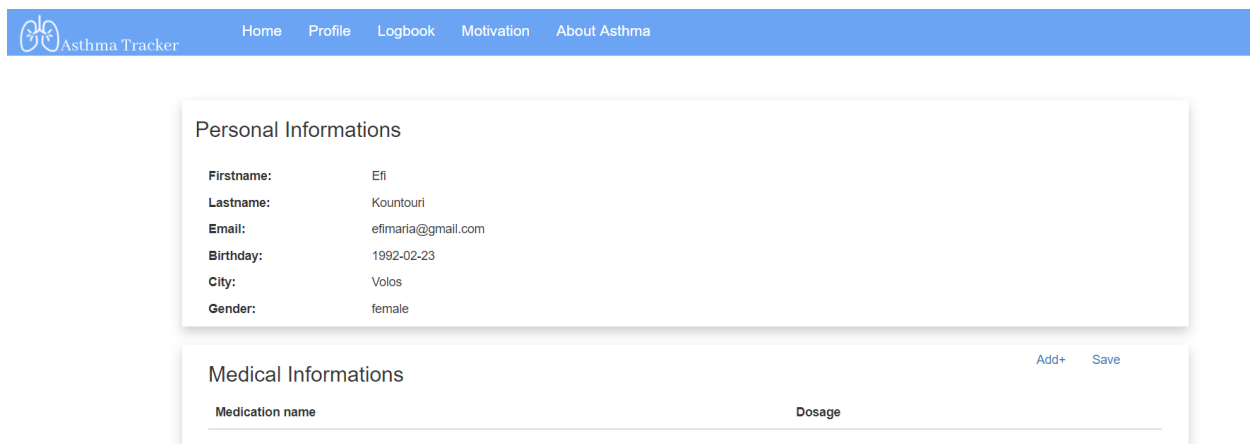 Asthma Tracker Home Profile Logbook Motivation About Asthma
Personal Informations
Firstname: Efi
Lastname: Kountouri
Email: efimaria@gmail.com
Birthday: 1992-02-23
City: Volos
Gender: female
Add+ Save
Medical Informations
Medication name Dosage